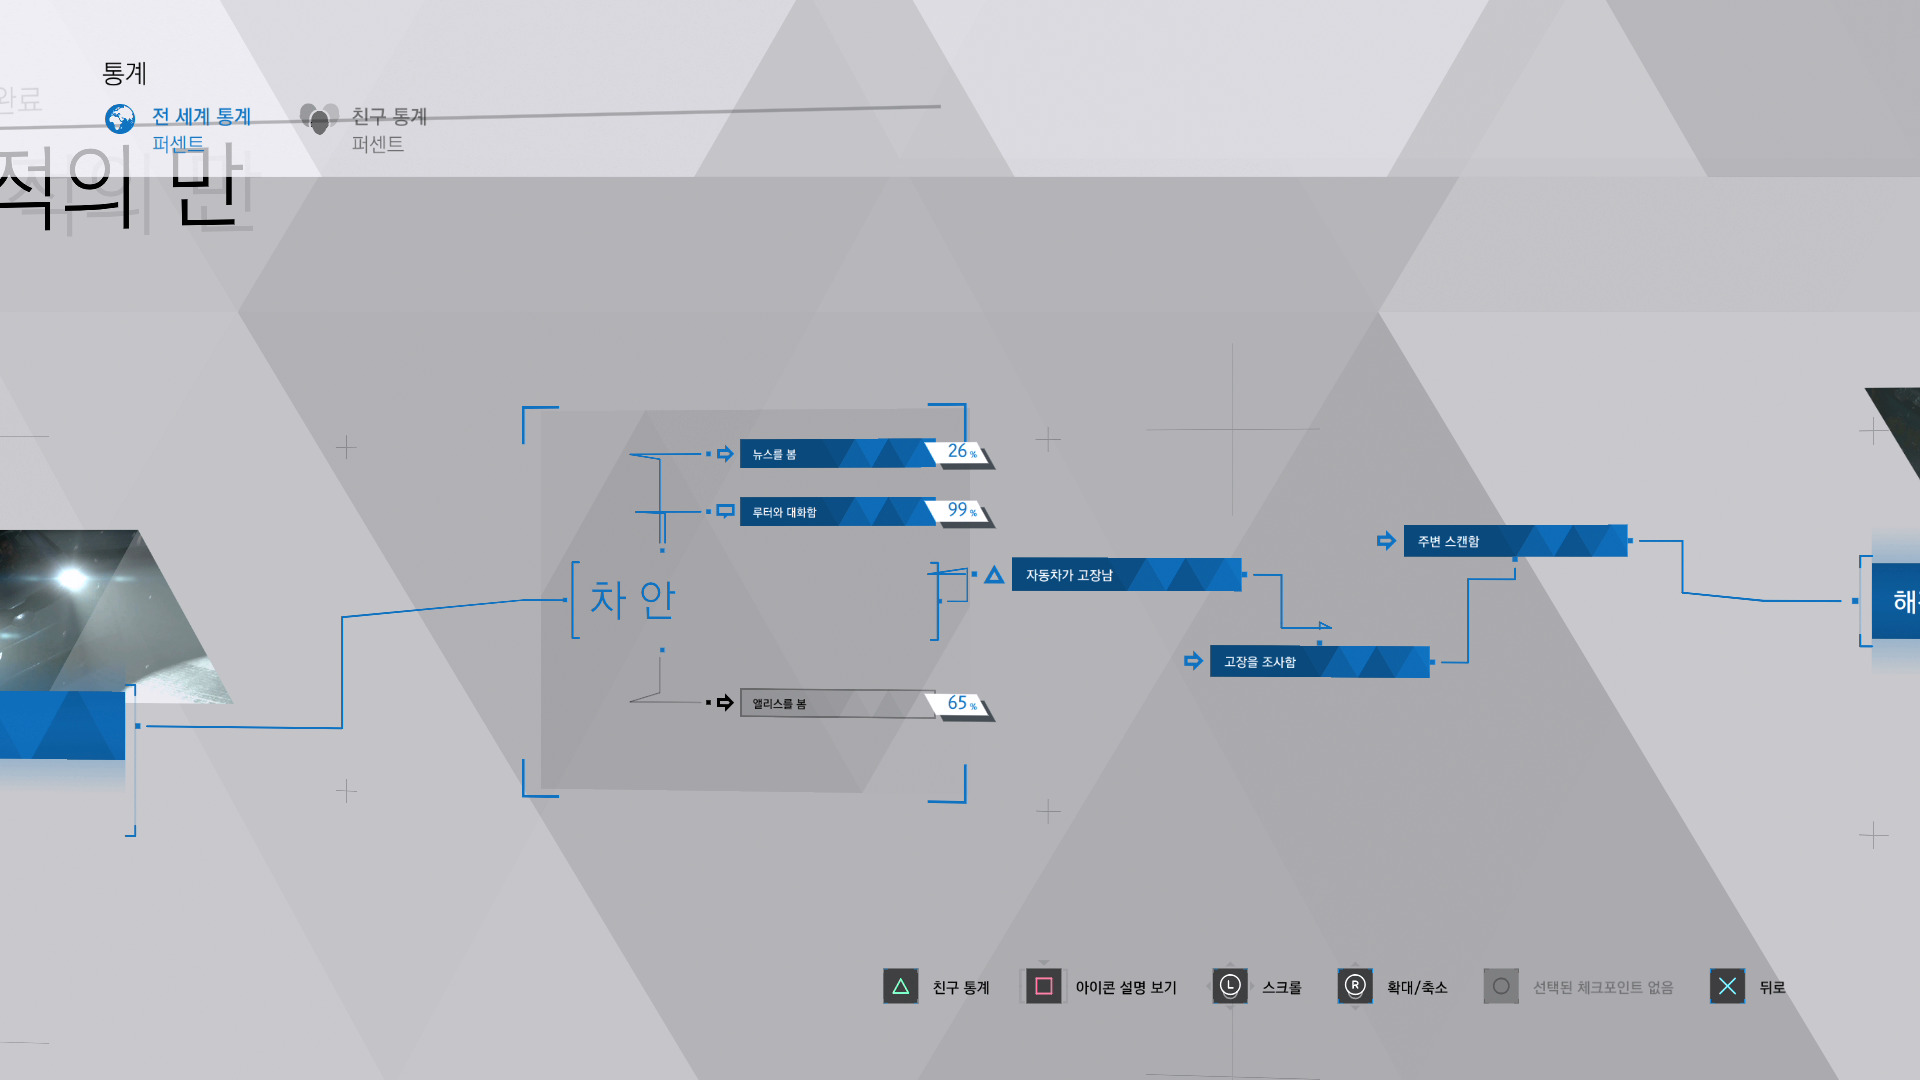 통계
완료
전 세계 통계
퍼센트
친구 통계
퍼센트
적의 만
뉴스를 봄
26 %
루터와 대화함
99 %
차 안
앨리스를 봄
65 %
자동차가 고장남
고장을 조사함
주변 스캔함
친구 통계
아이콘 설명 보기
L
스크롤
R
확대/축소
선택된 체크포인트 없음
뒤로